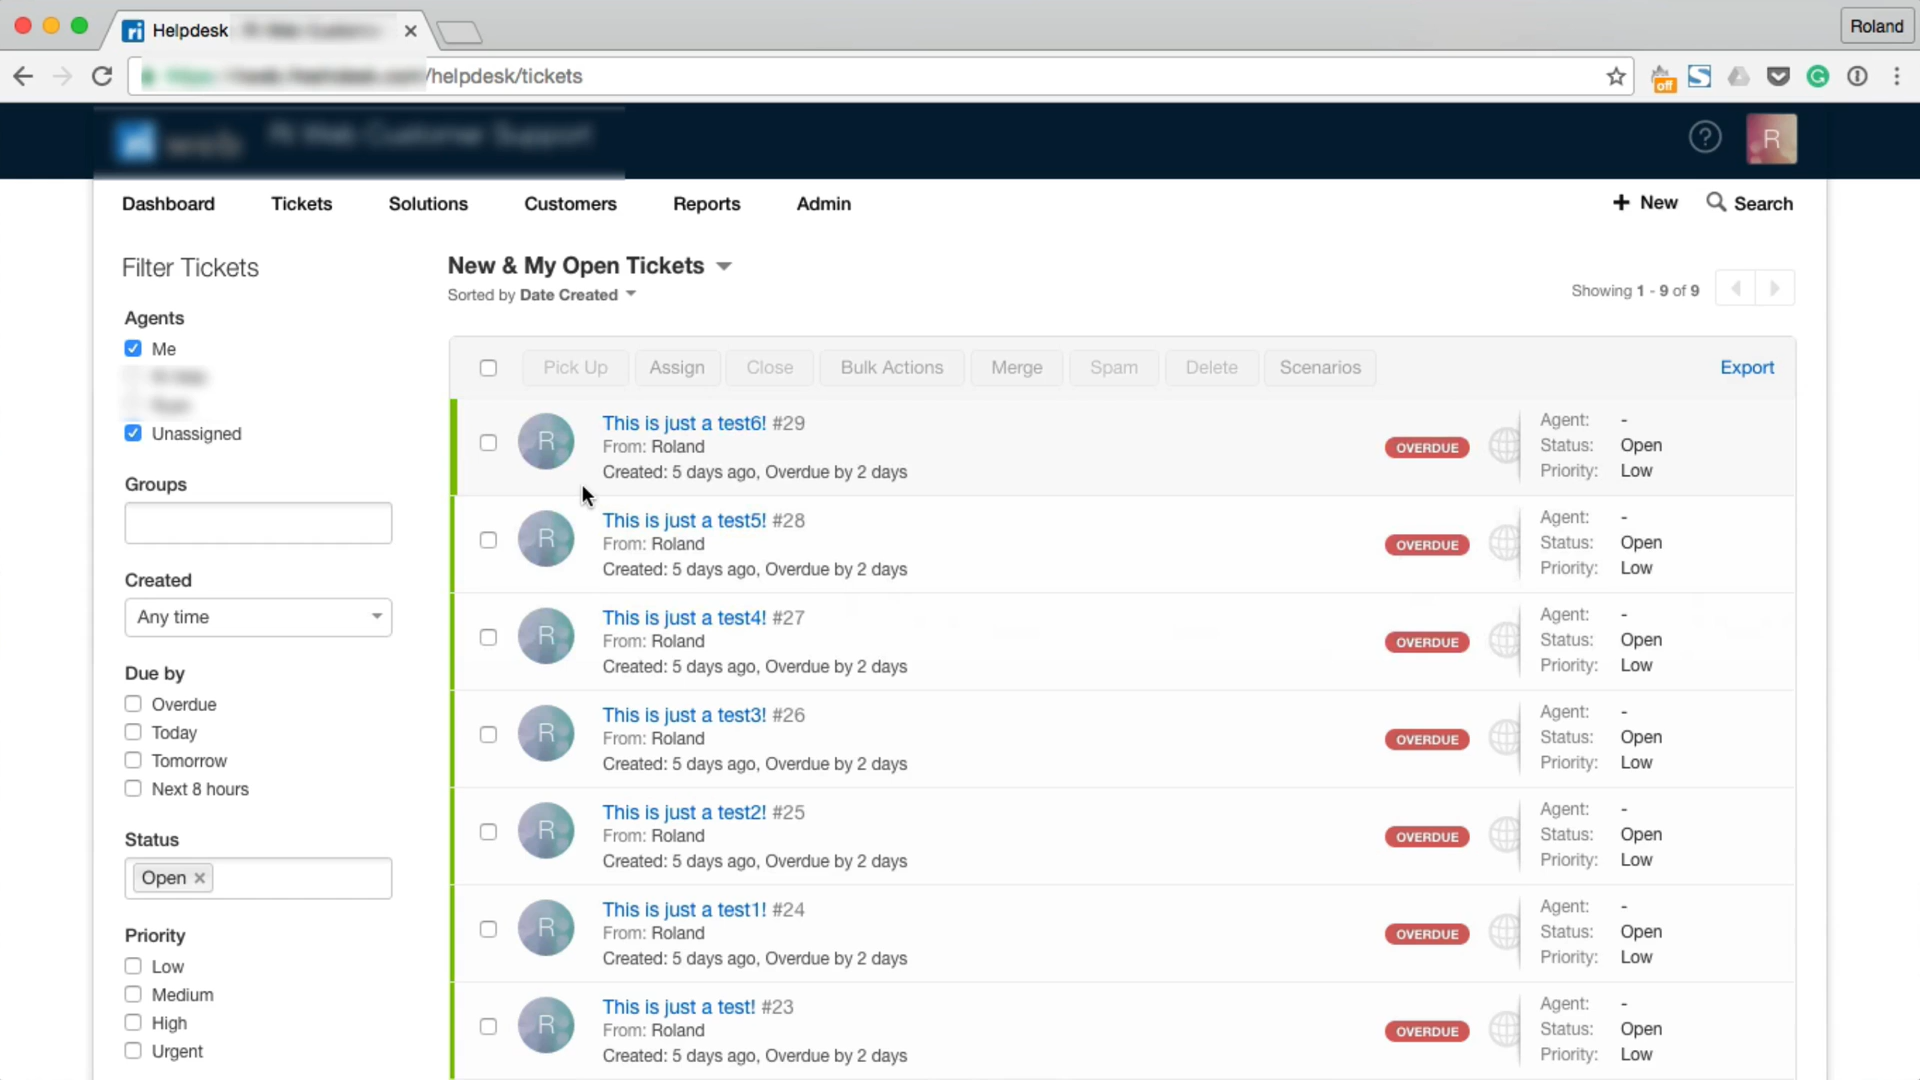 Helpdesk
Roland
/helpdesk/tickets
R
Dashboard Tickets Solutions Customers Reports Admin
+ New Search
Filter Tickets
Agents
Me
Unassigned
Groups
Created
Any time
Due by
Overdue
Today
Tomorrow
Next 8 hours
Status
Open ×
Priority
Low
Medium
High
Urgent
New & My Open Tickets
Sorted by Date Created
Showing 1 - 9 of 9
Pick Up Assign Close Bulk Actions Merge Spam Delete Scenarios Export
R
This is just a test6! #29
From: Roland
Created: 5 days ago, Overdue by 2 days
OVERDUE
Agent: -
Status: Open
Priority: Low
R
This is just a test5! #28
From: Roland
Created: 5 days ago, Overdue by 2 days
OVERDUE
Agent: -
Status: Open
Priority: Low
R
This is just a test4! #27
From: Roland
Created: 5 days ago, Overdue by 2 days
OVERDUE
Agent: -
Status: Open
Priority: Low
R
This is just a test3! #26
From: Roland
Created: 5 days ago, Overdue by 2 days
OVERDUE
Agent: -
Status: Open
Priority: Low
R
This is just a test2! #25
From: Roland
Created: 5 days ago, Overdue by 2 days
OVERDUE
Agent: -
Status: Open
Priority: Low
R
This is just a test1! #24
From: Roland
Created: 5 days ago, Overdue by 2 days
OVERDUE
Agent: -
Status: Open
Priority: Low
R
This is just a test! #23
From: Roland
Created: 5 days ago, Overdue by 2 days
OVERDUE
Agent: -
Status: Open
Priority: Low